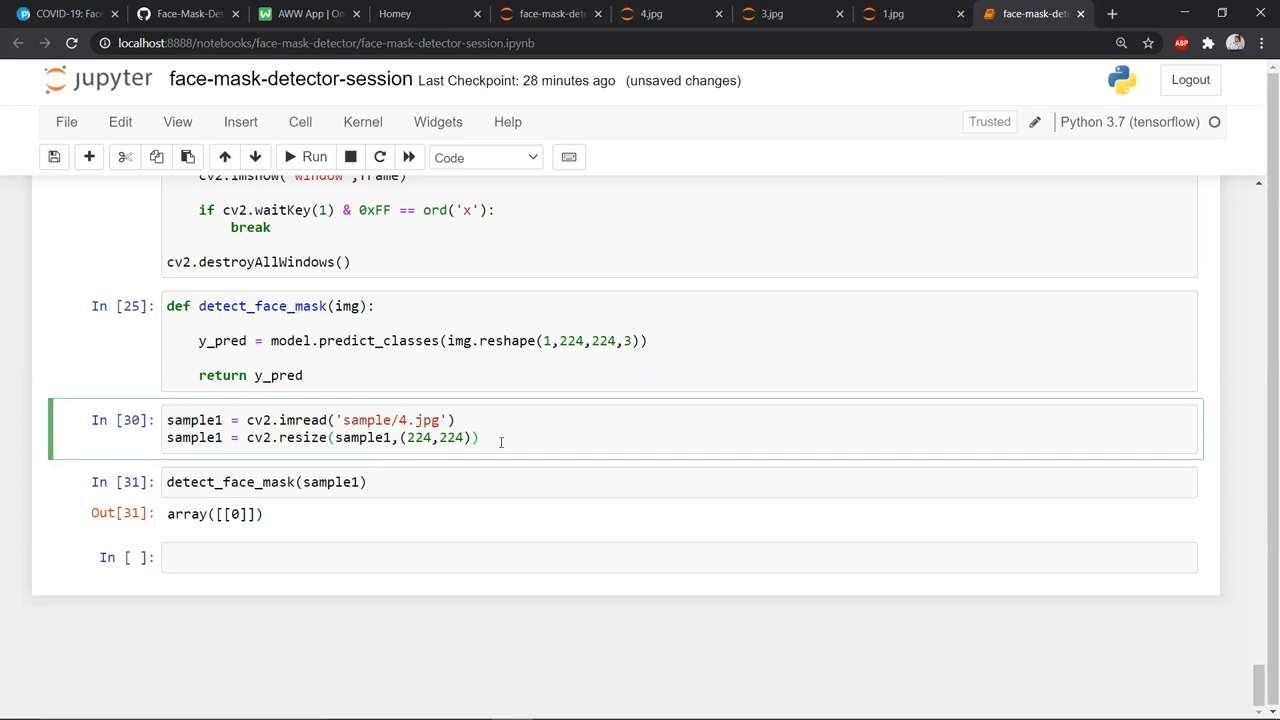 COVID-19: Fac
Face-Mask-Det
AWW App | On
Homey
face-mask-dete
4.jpg
3.jpg
1.jpg
face-mask-dete
localhost:8888/notebooks/face-mask-detector/face-mask-detector-session.ipynb
ABP
jupyter face-mask-detector-session Last Checkpoint: 28 minutes ago (unsaved changes)
Logout
File Edit View Insert Cell Kernel Widgets Help
Trusted
Python 3.7 (tensorflow)
Run
Code
cv2.imshow("window",frame)
if cv2.waitKey(1) & 0xFF == ord('x'):
break
cv2.destroyAllWindows()
In [25]: def detect_face_mask(img):
y_pred = model.predict_classes(img.reshape(1,224,224,3))
return y_pred
In [30]: sample1 = cv2.imread('sample/4.jpg')
sample1 = cv2.resize(sample1,(224,224))
In [31]: detect_face_mask(sample1)
Out[31]: array([[0]])
In [ ]: